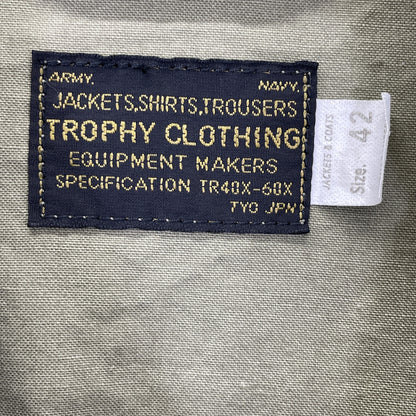 ARMY. NAVY.
JACKETS,SHIRTS,TROUSERS
TROPHY CLOTHING
EQUIPMENT MAKERS
SPECIFICATION TR40X-60X
TYO JPN
JACKETS & COATS
Size. 42